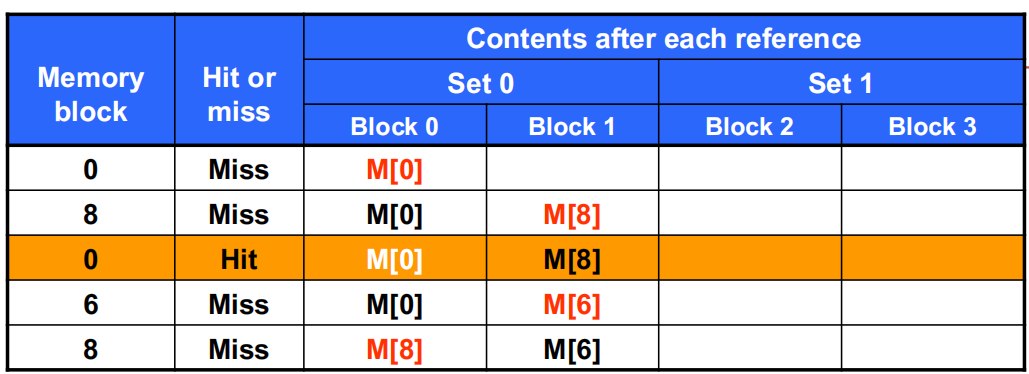 Contents after each reference
Memory block Hit or miss Set 0 Set 1
Block 0 Block 1 Block 2 Block 3
0 Miss M[0]
8 Miss M[0] M[8]
0 Hit M[0] M[8]
6 Miss M[0] M[6]
8 Miss M[8] M[6]